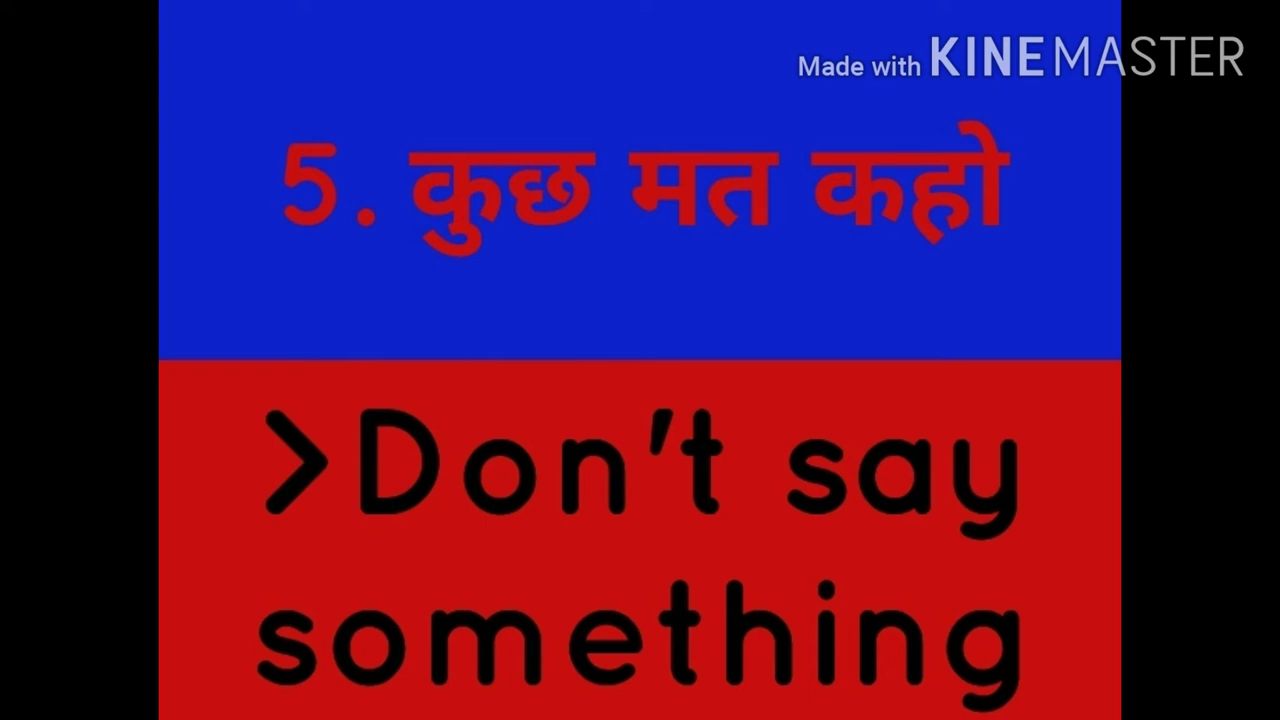 Made with KINEMASTER
5. कुछ मत कहो
>Don't say
something